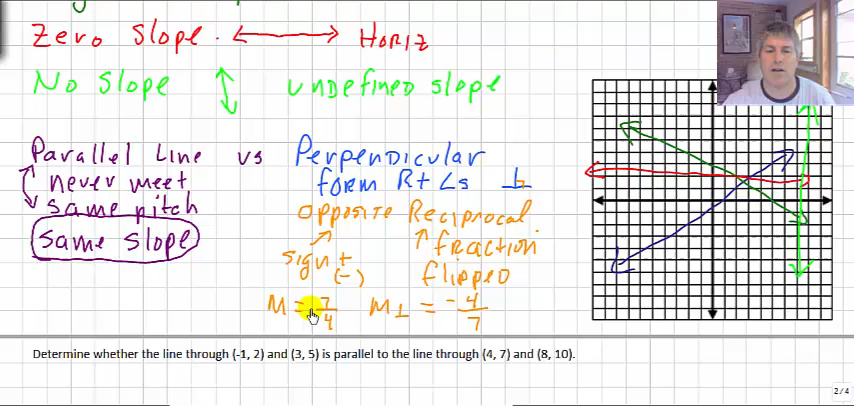 Zero Slope. HORIZ
No Slope undefined slope
Parallel Line vs Perpendicular
never meet form Rt ∠s ⊥
same pitch opposite Reciprocal
same slope sign + (-) fraction flipped
M = 7/4 M⊥ = -4/7
Determine whether the line through (-1, 2) and (3, 5) is parallel to the line through (4, 7) and (8, 10).
2 / 4